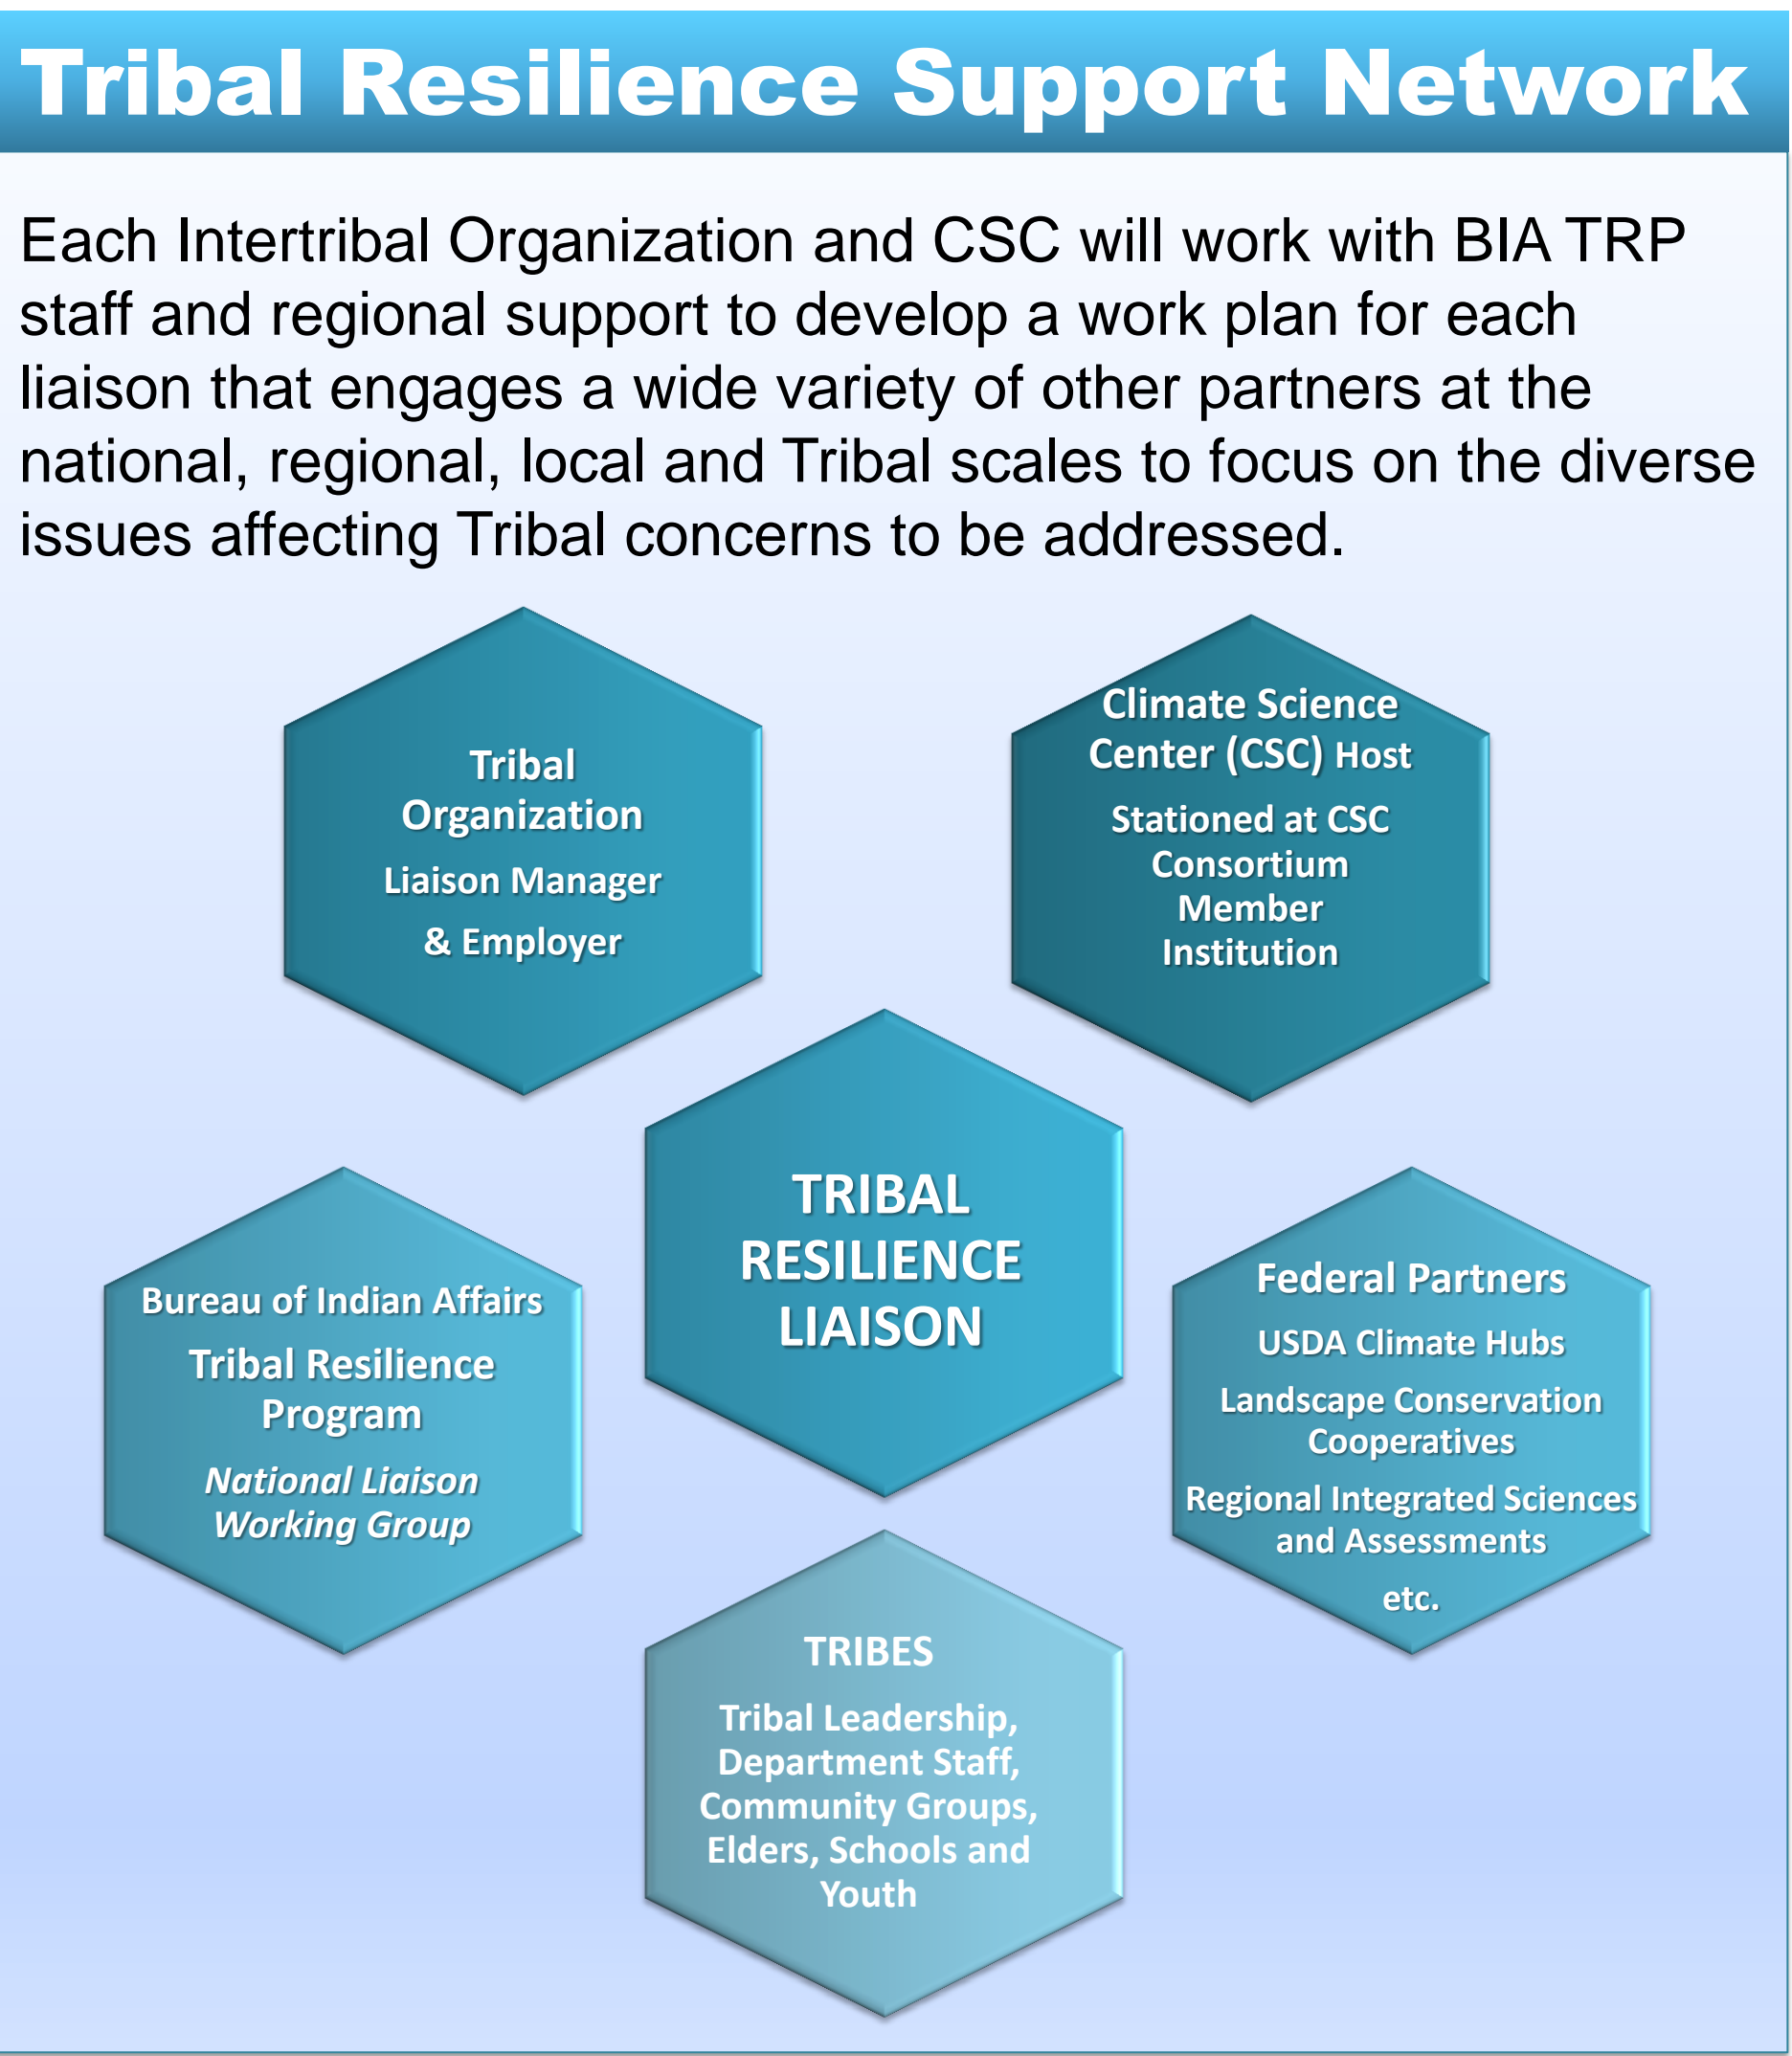 Tribal Resilience Support Network
Each Intertribal Organization and CSC will work with BIA TRP
staff and regional support to develop a work plan for each
liaison that engages a wide variety of other partners at the
national, regional, local and Tribal scales to focus on the diverse
issues affecting Tribal concerns to be addressed.
Tribal
Organization
Liaison Manager
& Employer
Climate Science
Center (CSC) Host
Stationed at CSC
Consortium
Member
Institution
TRIBAL
RESILIENCE
LIAISON
Bureau of Indian Affairs
Tribal Resilience
Program
National Liaison
Working Group
Federal Partners
USDA Climate Hubs
Landscape Conservation
Cooperatives
Regional Integrated Sciences
and Assessments
etc.
TRIBES
Tribal Leadership,
Department Staff,
Community Groups,
Elders, Schools and
Youth